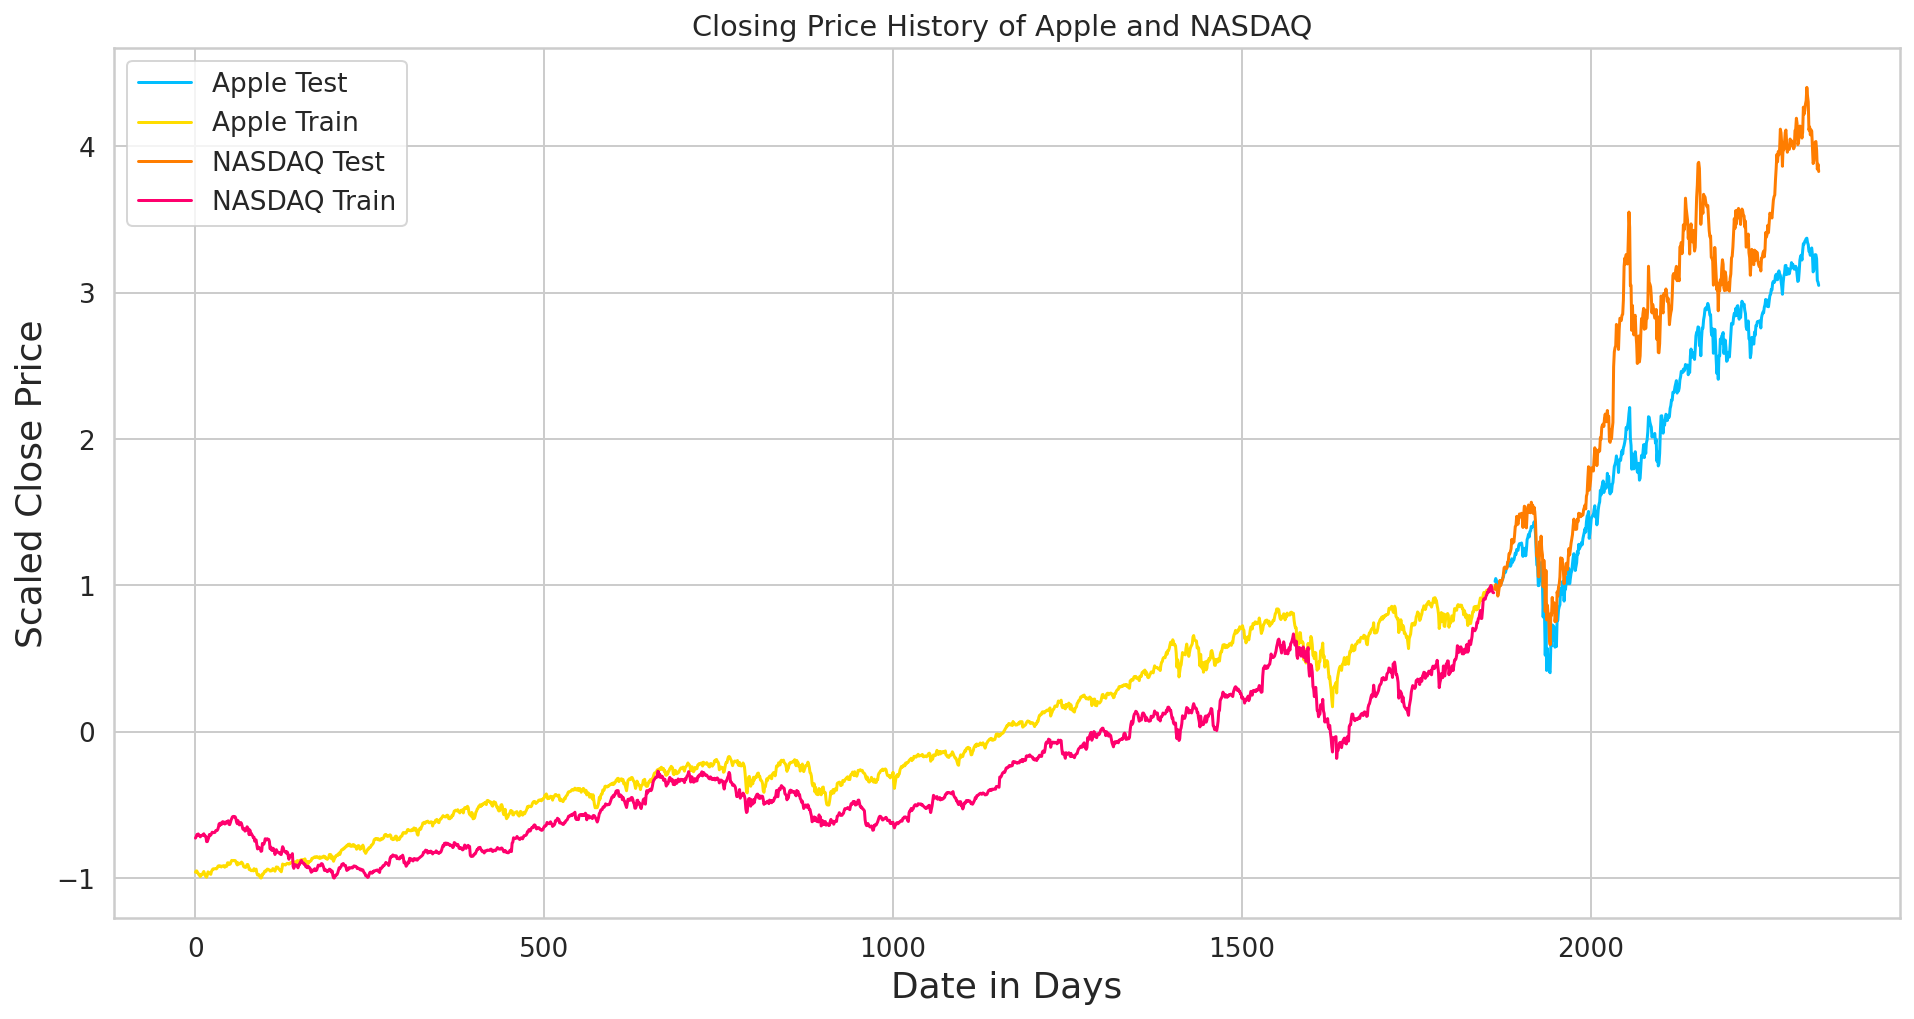 Closing Price History of Apple and NASDAQ
Apple Test
Apple Train
NASDAQ Test
NASDAQ Train
Scaled Close Price
4
3
2
1
0
−1
0 500 1000 1500 2000
Date in Days